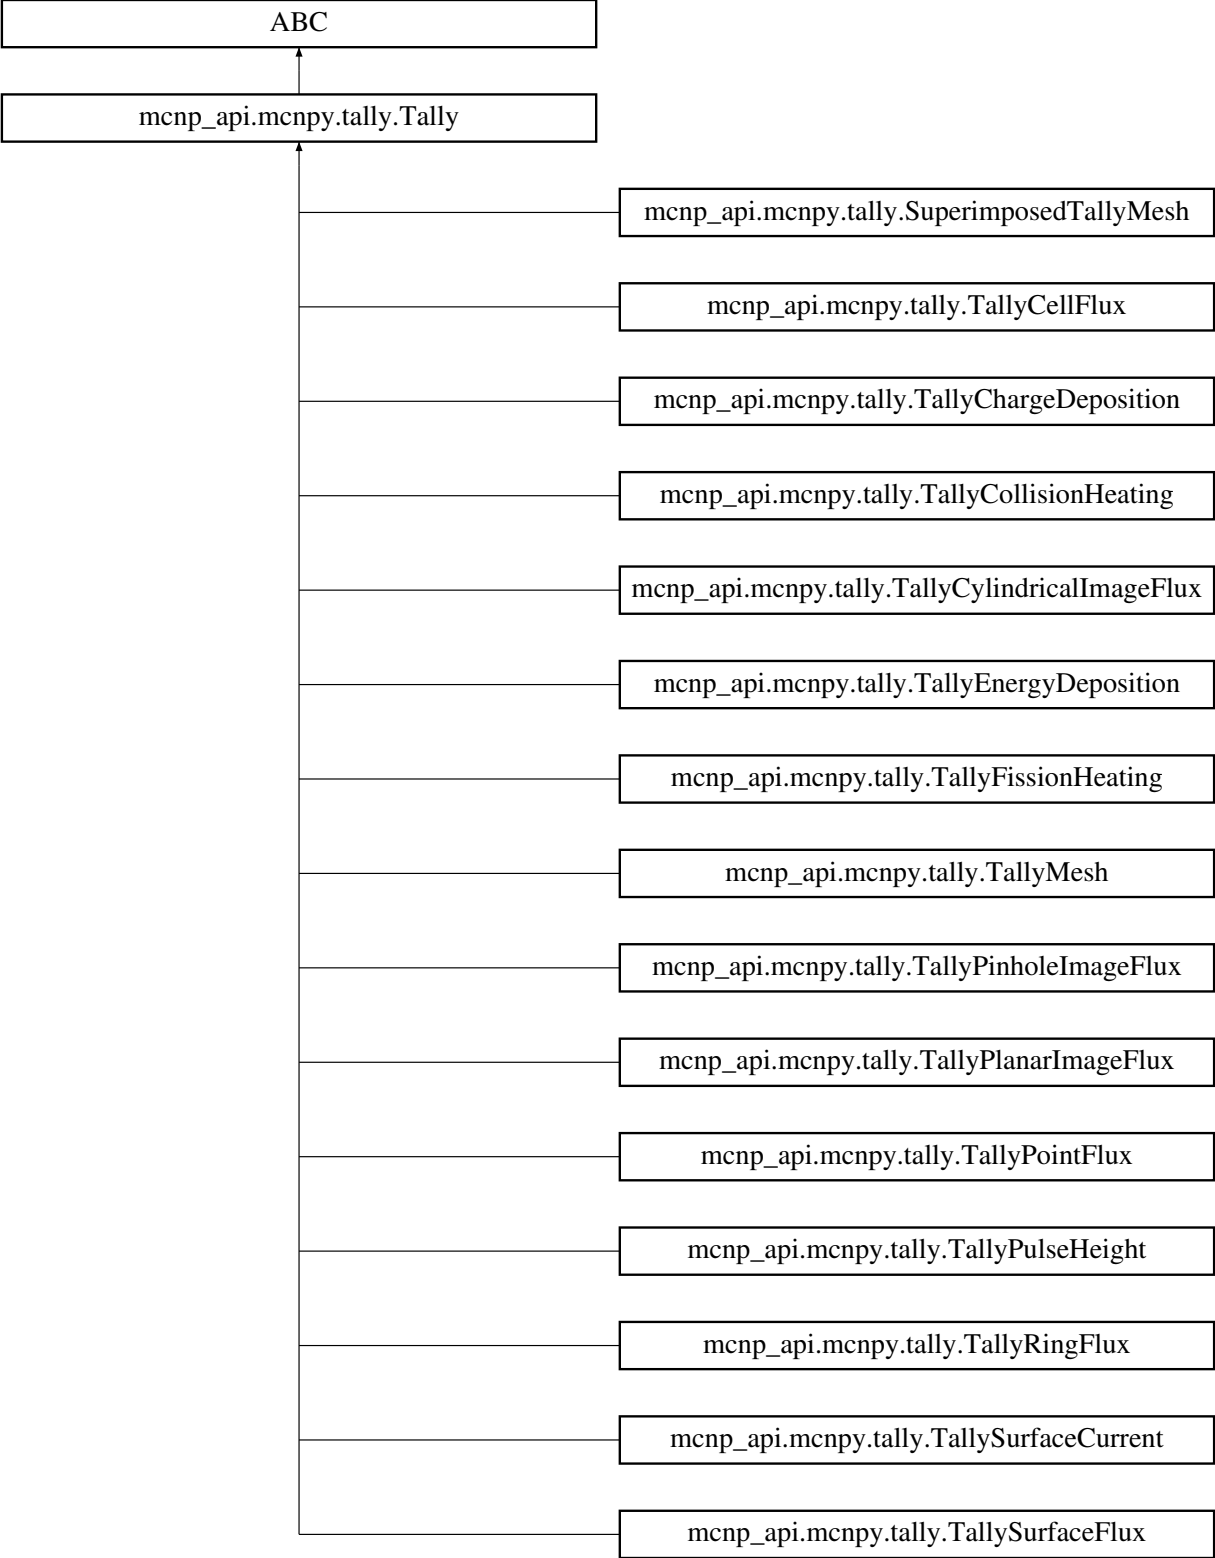 ABC
mcnp_api.mcnpy.tally.Tally
mcnp_api.mcnpy.tally.SuperimposedTallyMesh
mcnp_api.mcnpy.tally.TallyCellFlux
mcnp_api.mcnpy.tally.TallyChargeDeposition
mcnp_api.mcnpy.tally.TallyCollisionHeating
mcnp_api.mcnpy.tally.TallyCylindricalImageFlux
mcnp_api.mcnpy.tally.TallyEnergyDeposition
mcnp_api.mcnpy.tally.TallyFissionHeating
mcnp_api.mcnpy.tally.TallyMesh
mcnp_api.mcnpy.tally.TallyPinholeImageFlux
mcnp_api.mcnpy.tally.TallyPlanarImageFlux
mcnp_api.mcnpy.tally.TallyPointFlux
mcnp_api.mcnpy.tally.TallyPulseHeight
mcnp_api.mcnpy.tally.TallyRingFlux
mcnp_api.mcnpy.tally.TallySurfaceCurrent
mcnp_api.mcnpy.tally.TallySurfaceFlux